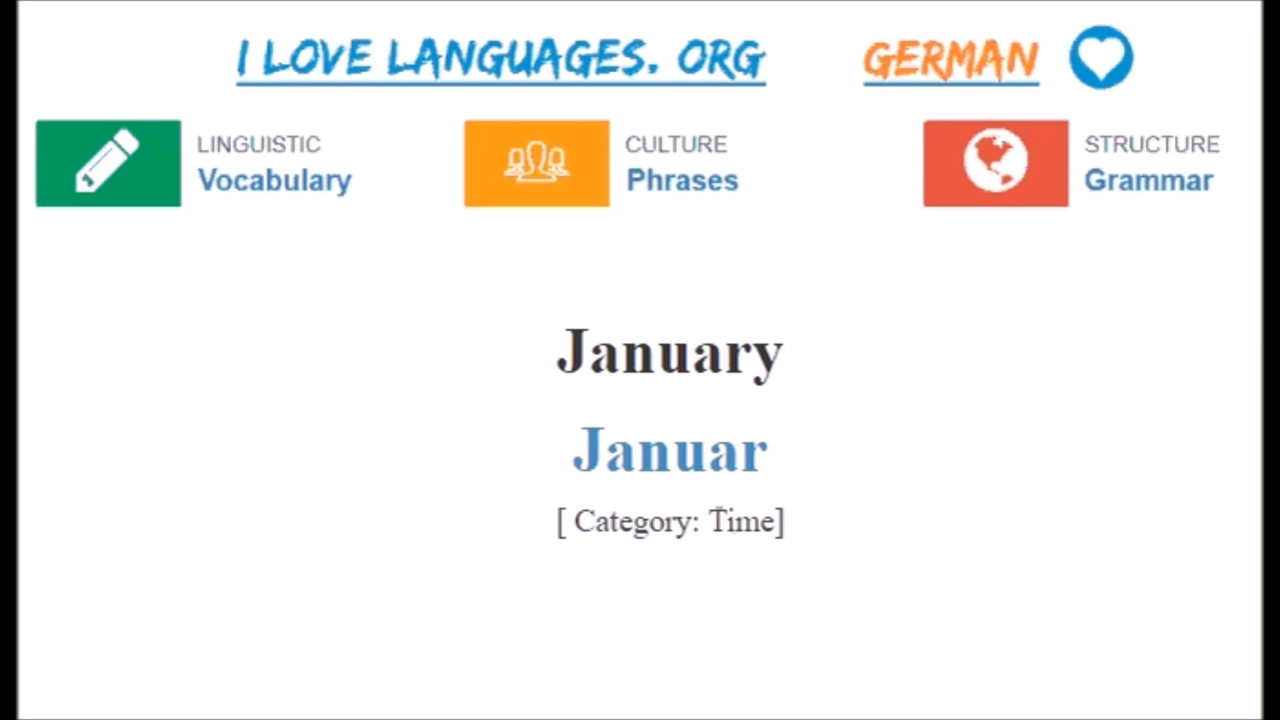 I LOVE LANGUAGES. ORG GERMAN
LINGUISTIC CULTURE STRUCTURE
Vocabulary Phrases Grammar
January
Januar
[ Category: Time]